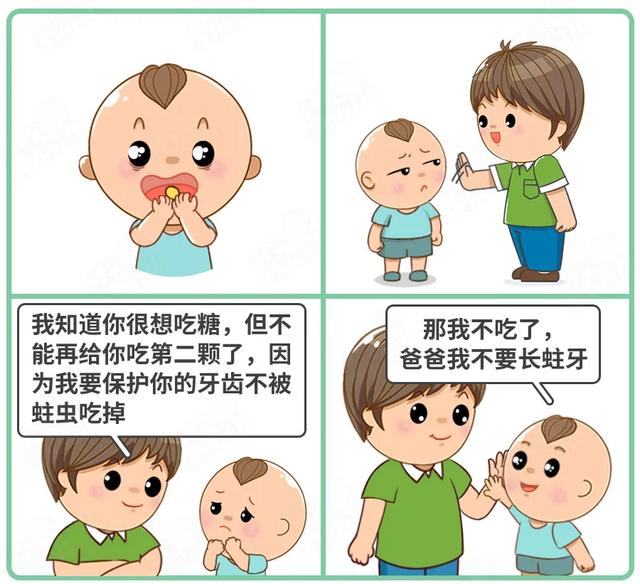 我知道你很想吃糖，但不
能再给你吃第二颗了，因
为我要保护你的牙齿不被
蛀虫吃掉
那我不吃了，
爸爸我不要长蛀牙